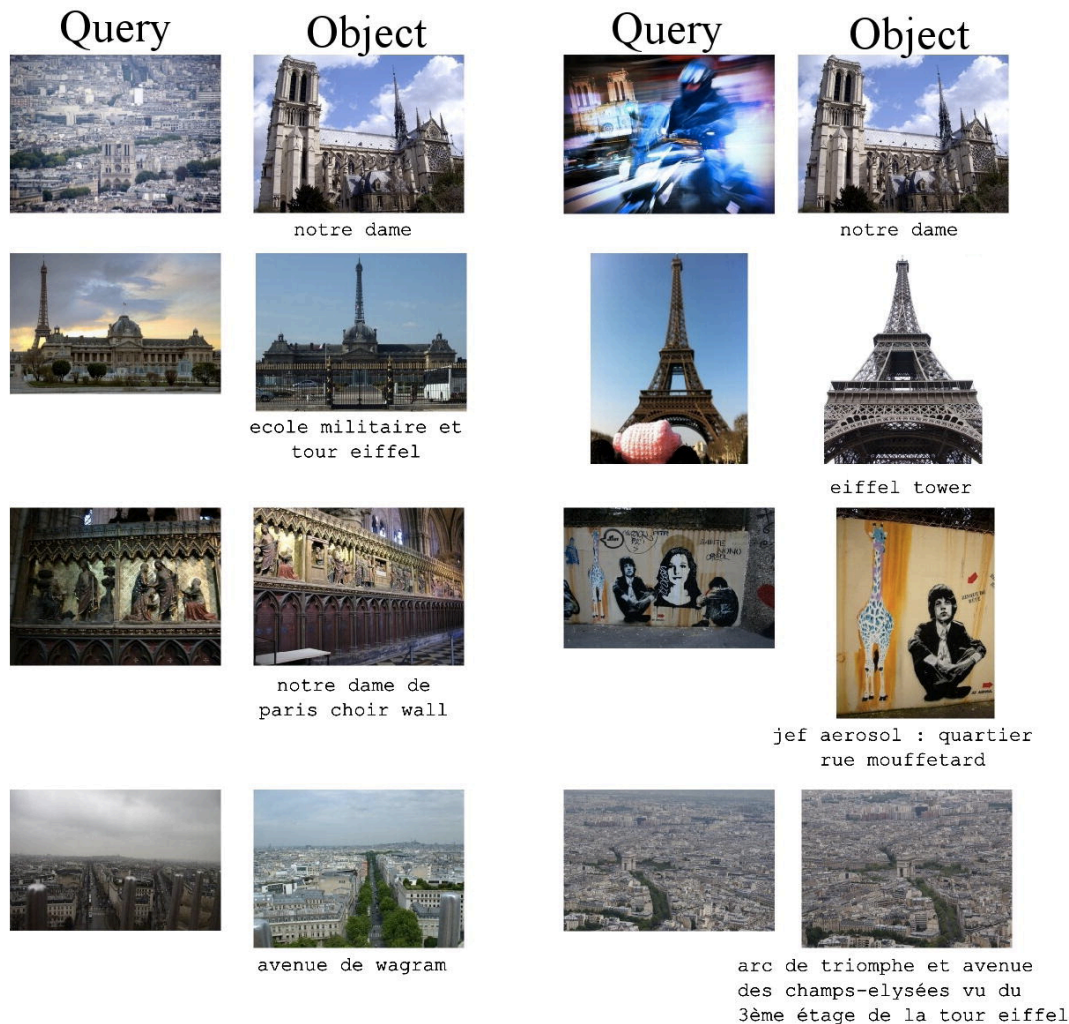 Query Object Query Object
notre dame
notre dame
ecole militaire et
tour eiffel
eiffel tower
notre dame de
paris choir wall
jef aerosol : quartier
rue mouffetard
avenue de wagram
arc de triomphe et avenue
des champs-elysées vu du
3ème étage de la tour eiffel